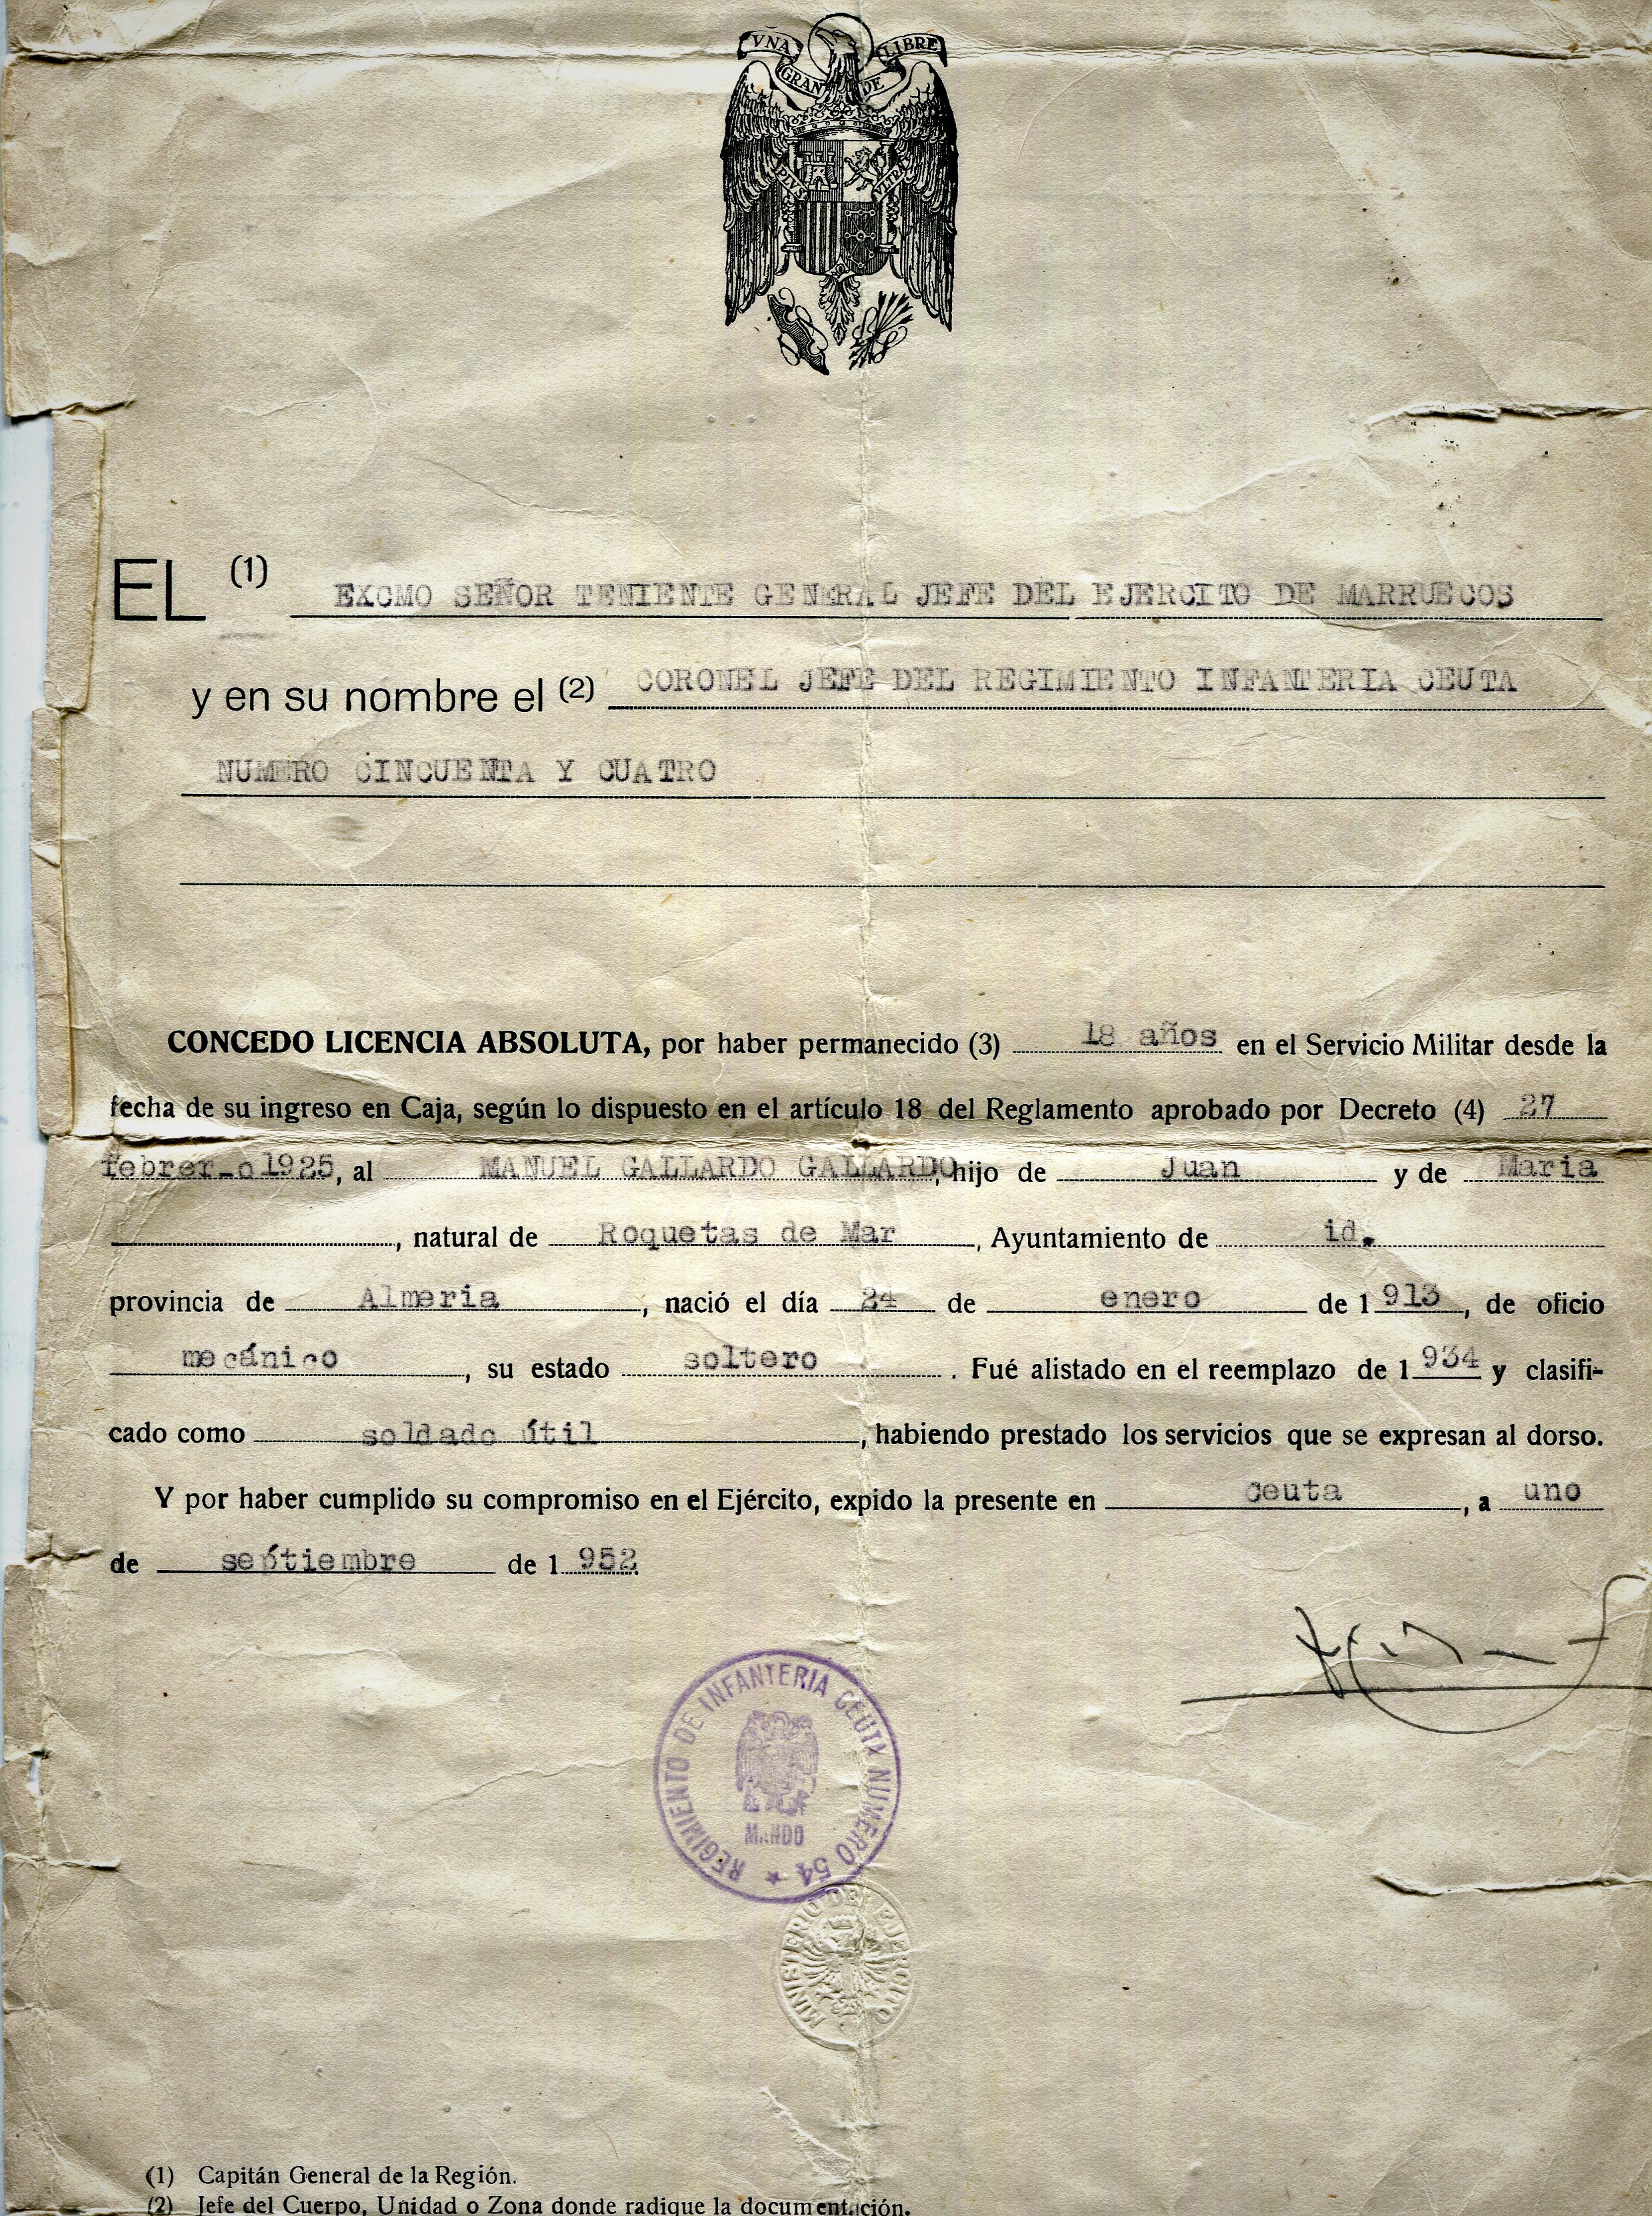 VNA GRANDE LIBRE
PLVS VLTRA
EL (1) EXCMO SEÑOR TENIENTE GENERAL JEFE DEL EJERCITO DE MARRUECOS
y en su nombre el (2) CORONEL JEFE DEL REGIMIENTO INFANTERIA CEUTA
NUMERO CINCUENTA Y CUATRO
CONCEDO LICENCIA ABSOLUTA, por haber permanecido (3) 18 años en el Servicio Militar desde la
fecha de su ingreso en Caja, según lo dispuesto en el artículo 18 del Reglamento aprobado por Decreto (4) 27
febrer-o 1925, al MANUEL GALLARDO GALLARDO, hijo de Juan y de Maria
, natural de Roquetas de Mar, Ayuntamiento de id.
provincia de Almeria, nació el día 24 de enero de 1913, de oficio
mecánico, su estado soltero. Fué alistado en el reemplazo de 1934 y clasifi-
cado como soldado útil, habiendo prestado los servicios que se expresan al dorso.
Y por haber cumplido su compromiso en el Ejército, expido la presente en Ceuta, a uno
de septiembre de 1952.
REGIMIENTO DE INFANTERIA CEUTA NUMERO 54
MANDO
MINISTERIO DEL EJERCITO
(1) Capitán General de la Región.
(2) Jefe del Cuerpo, Unidad o Zona donde radique la documentación.